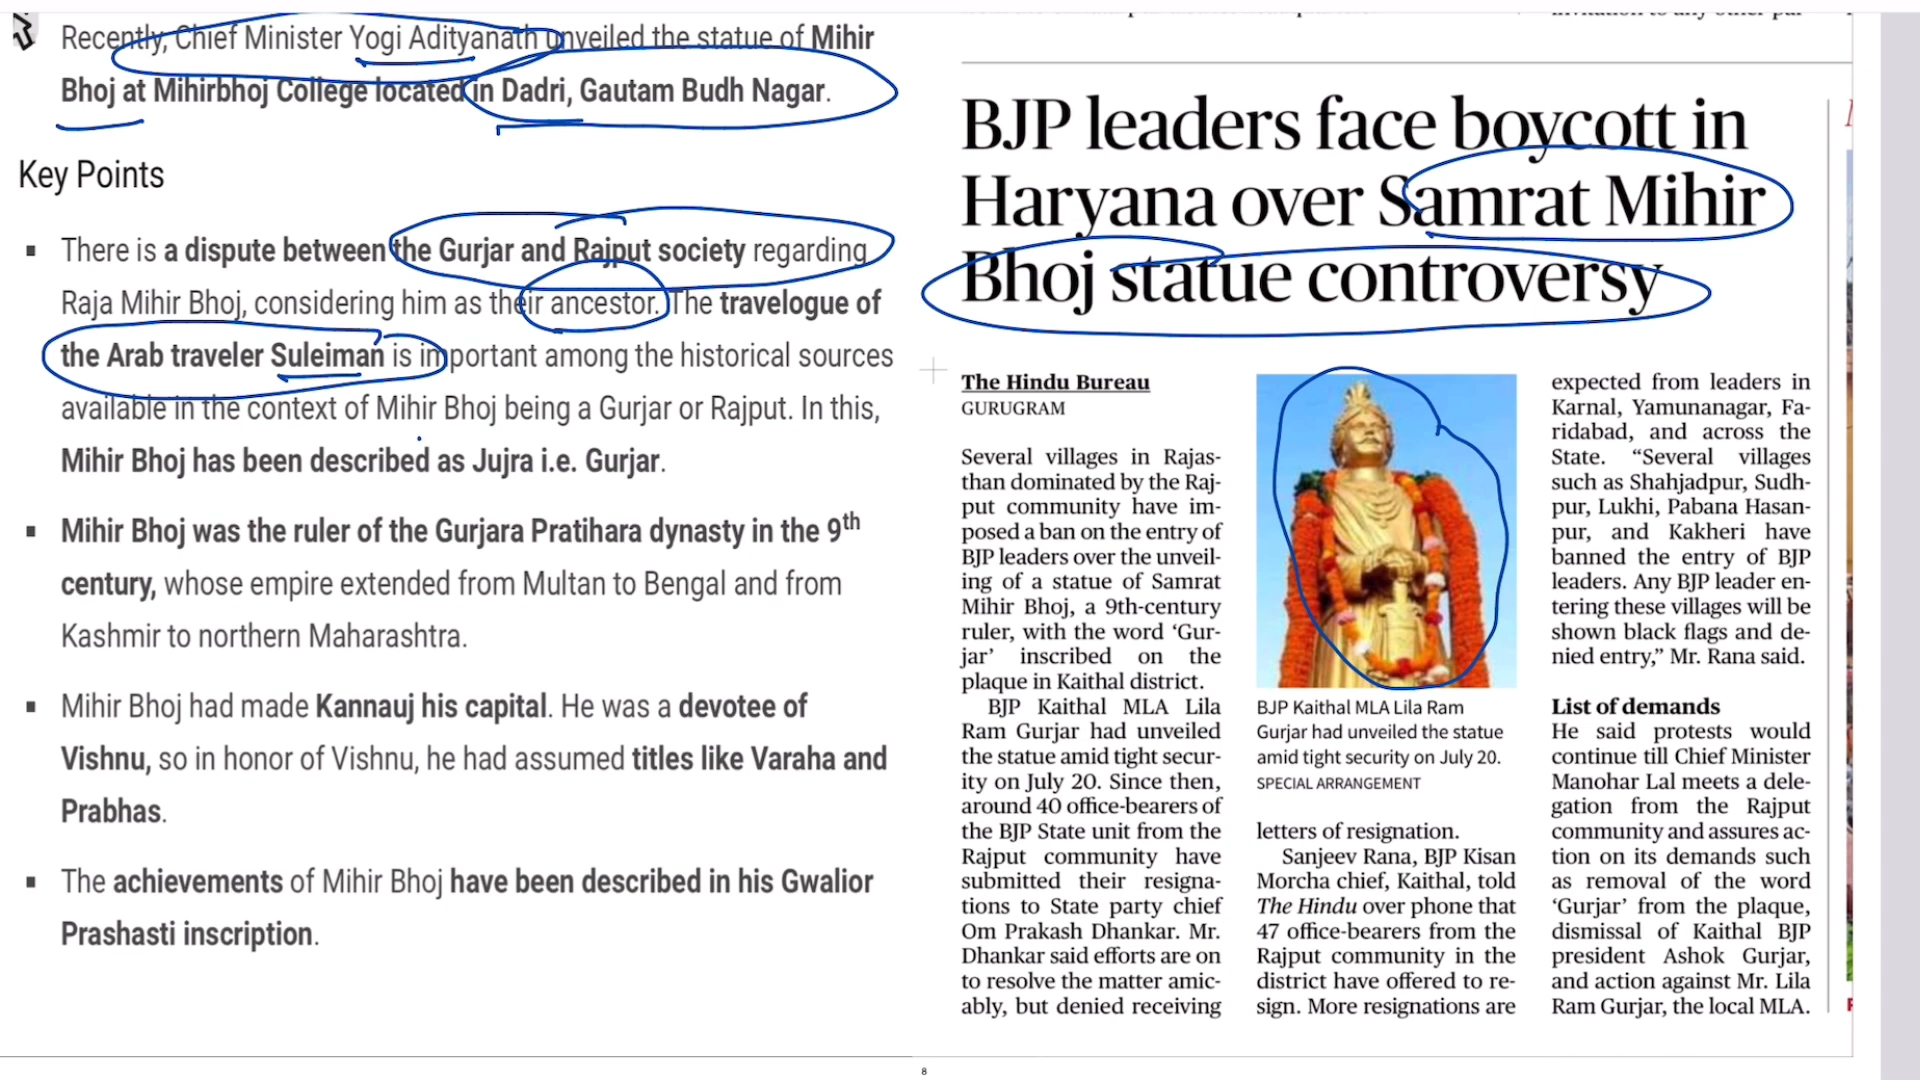 Recently, Chief Minister Yogi Adityanath unveiled the statue of Mihir
Bhoj at Mihirbhoj College located in Dadri, Gautam Budh Nagar.
Key Points
▪ There is a dispute between the Gurjar and Rajput society regarding
Raja Mihir Bhoj, considering him as their ancestor. The travelogue of
the Arab traveler Suleiman is important among the historical sources
available in the context of Mihir Bhoj being a Gurjar or Rajput. In this,
Mihir Bhoj has been described as Jujra i.e. Gurjar.
▪ Mihir Bhoj was the ruler of the Gurjara Pratihara dynasty in the 9th
century, whose empire extended from Multan to Bengal and from
Kashmir to northern Maharashtra.
▪ Mihir Bhoj had made Kannauj his capital. He was a devotee of
Vishnu, so in honor of Vishnu, he had assumed titles like Varaha and
Prabhas.
▪ The achievements of Mihir Bhoj have been described in his Gwalior
Prashasti inscription.
BJP leaders face boycott in
Haryana over Samrat Mihir
Bhoj statue controversy
The Hindu Bureau
GURUGRAM
Several villages in Rajas-
than dominated by the Raj-
put community have im-
posed a ban on the entry of
BJP leaders over the unveil-
ing of a statue of Samrat
Mihir Bhoj, a 9th-century
ruler, with the word ‘Gur-
jar’ inscribed on the
plaque in Kaithal district.
BJP Kaithal MLA Lila
Ram Gurjar had unveiled
the statue amid tight secur-
ity on July 20. Since then,
around 40 office-bearers of
the BJP State unit from the
Rajput community have
submitted their resigna-
tions to State party chief
Om Prakash Dhankar. Mr.
Dhankar said efforts are on
to resolve the matter amic-
ably, but denied receiving
BJP Kaithal MLA Lila Ram
Gurjar had unveiled the statue
amid tight security on July 20.
SPECIAL ARRANGEMENT
letters of resignation.
Sanjeev Rana, BJP Kisan
Morcha chief, Kaithal, told
The Hindu over phone that
47 office-bearers from the
Rajput community in the
district have offered to re-
sign. More resignations are
expected from leaders in
Karnal, Yamunanagar, Fa-
ridabad, and across the
State. “Several villages
such as Shahjadpur, Sudh-
pur, Lukhi, Pabana Hasan-
pur, and Kakheri have
banned the entry of BJP
leaders. Any BJP leader en-
tering these villages will be
shown black flags and de-
nied entry,” Mr. Rana said.
List of demands
He said protests would
continue till Chief Minister
Manohar Lal meets a dele-
gation from the Rajput
community and assures ac-
tion on its demands such
as removal of the word
‘Gurjar’ from the plaque,
dismissal of Kaithal BJP
president Ashok Gurjar,
and action against Mr. Lila
Ram Gurjar, the local MLA.
8